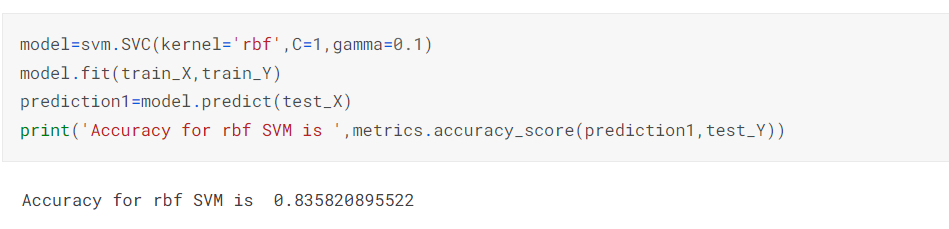 model=svm.SVC(kernel='rbf',C=1,gamma=0.1)
model.fit(train_X,train_Y)
prediction1=model.predict(test_X)
print('Accuracy for rbf SVM is ',metrics.accuracy_score(prediction1,test_Y))
Accuracy for rbf SVM is  0.835820895522